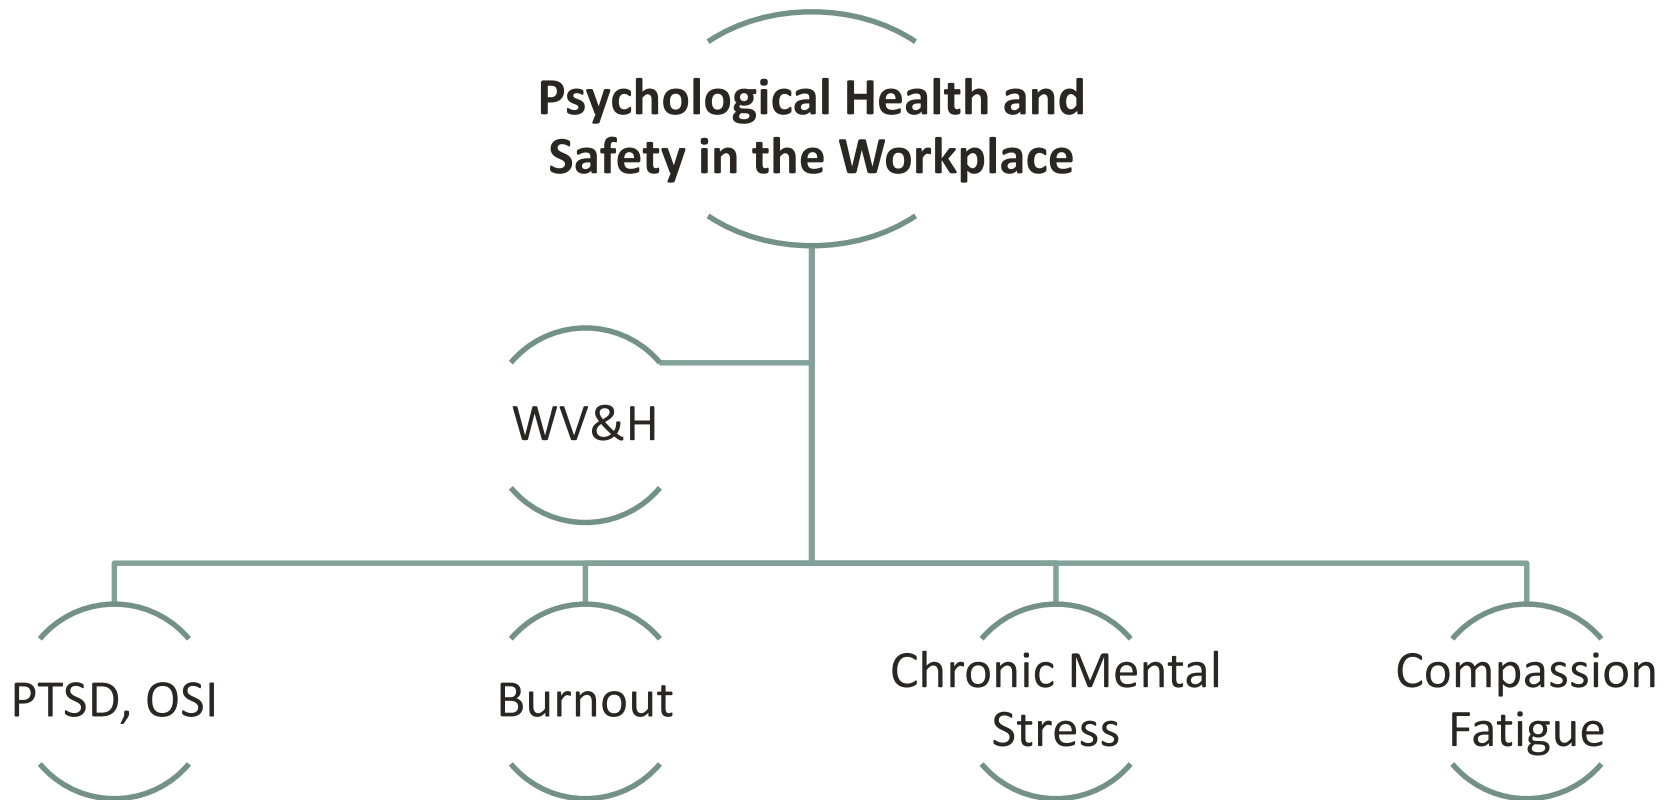 Psychological Health and
Safety in the Workplace
WV&H
PTSD, OSI
Burnout
Chronic Mental
Stress
Compassion
Fatigue